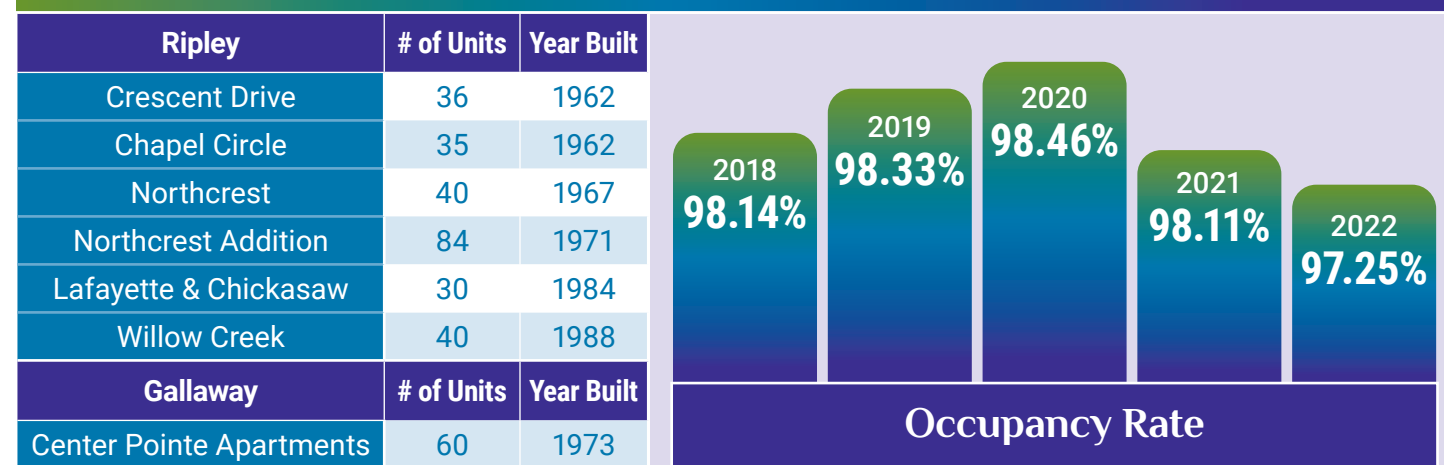 Ripley # of Units Year Built
Crescent Drive 36 1962
Chapel Circle 35 1962
Northcrest 40 1967
Northcrest Addition 84 1971
Lafayette & Chickasaw 30 1984
Willow Creek 40 1988
Gallaway # of Units Year Built
Center Pointe Apartments 60 1973
2018
98.14%
2019
98.33%
2020
98.46%
2021
98.11%
2022
97.25%
Occupancy Rate